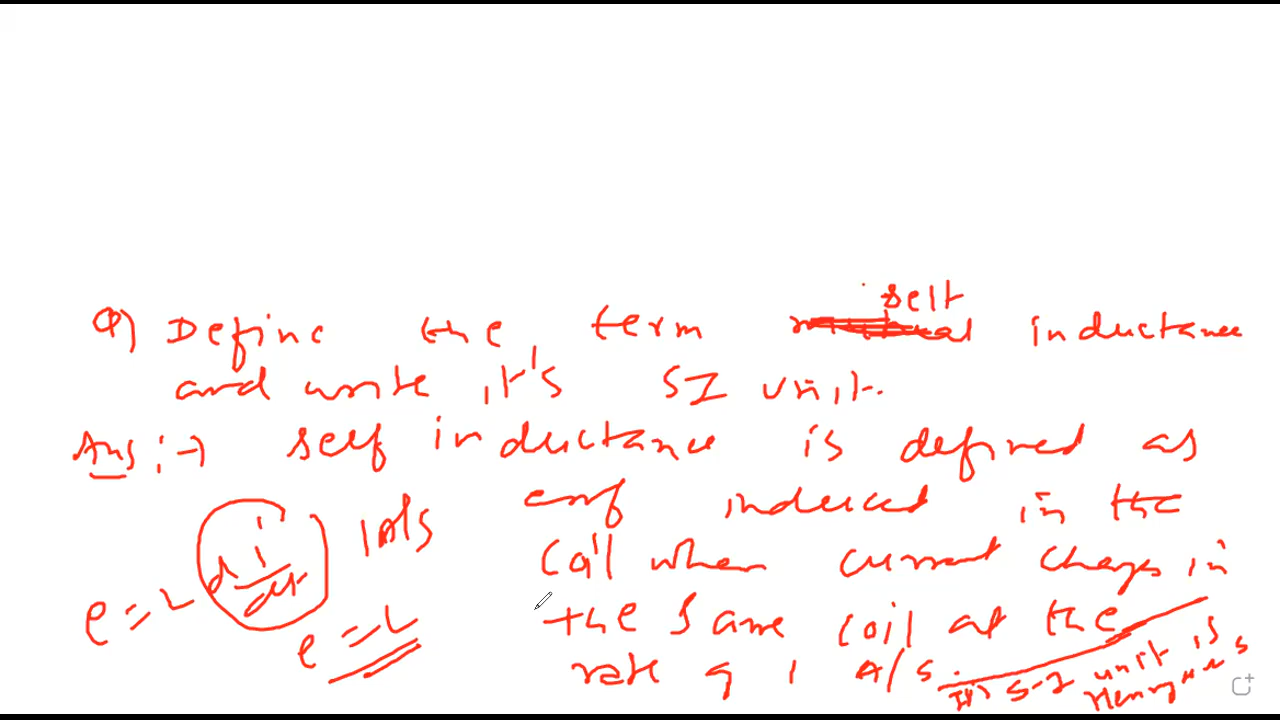 Q) Define the term self inductance
and write it's SI unit.
Ans :→ self inductance is defined as
emf induced in the
coil when current changes in
the same coil at the
rate of 1 A/S.
It's S-I unit is
Henry
e = L di/dt 1A/S
e = L